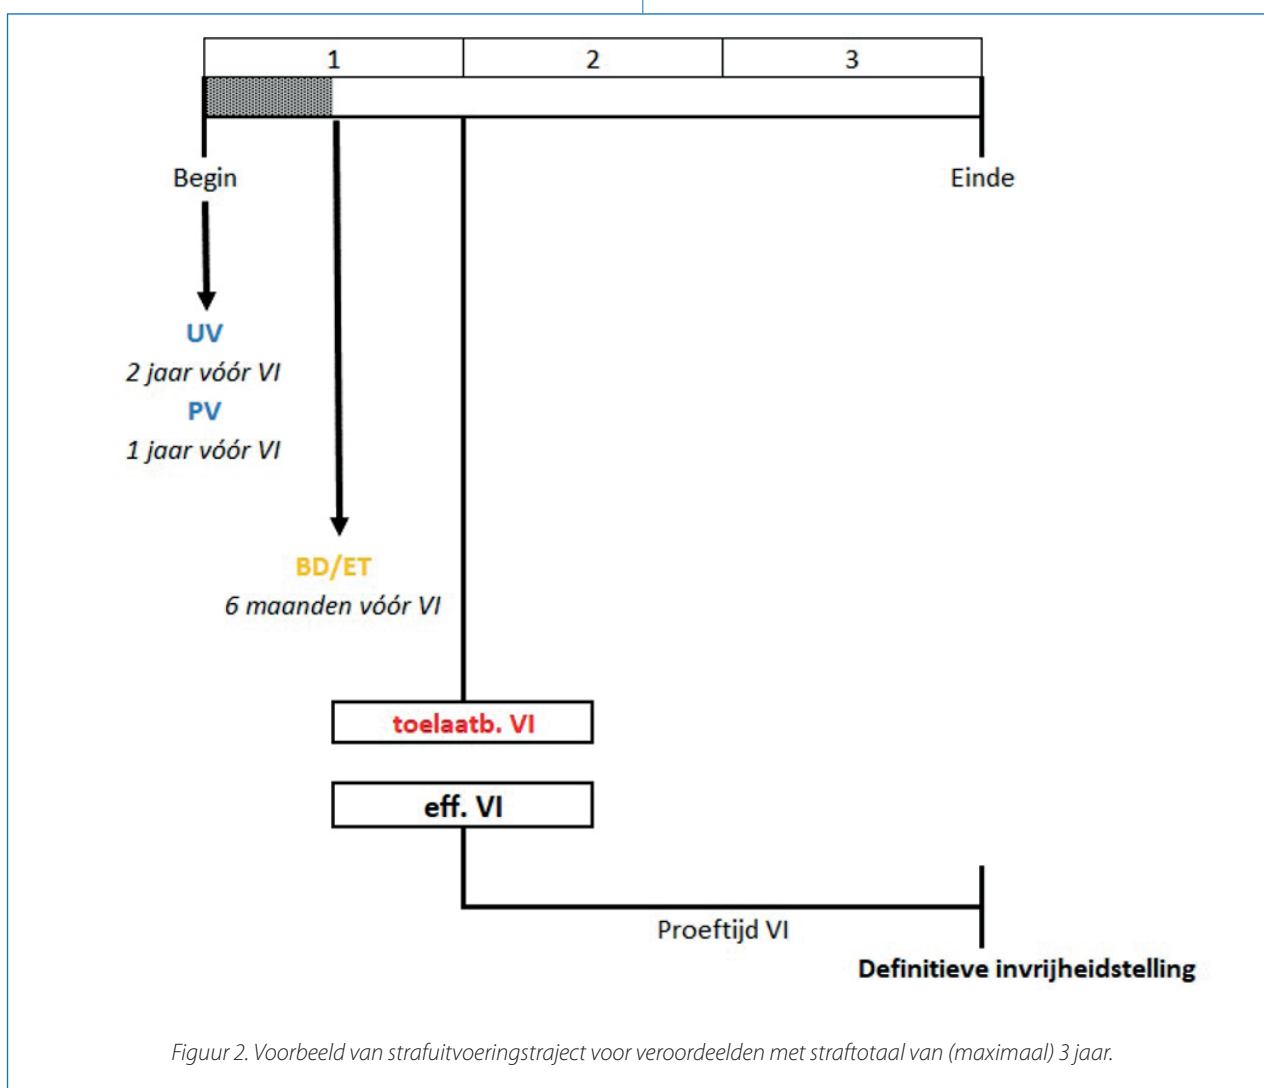 1 2 3
Begin Einde
UV
2 jaar vóór VI
PV
1 jaar vóór VI
BD/ET
6 maanden vóór VI
toelaatb. VI
eff. VI
Proeftijd VI
Definitieve invrijheidstelling
Figuur 2. Voorbeeld van strafuitvoeringstraject voor veroordeelden met straftotaal van (maximaal) 3 jaar.